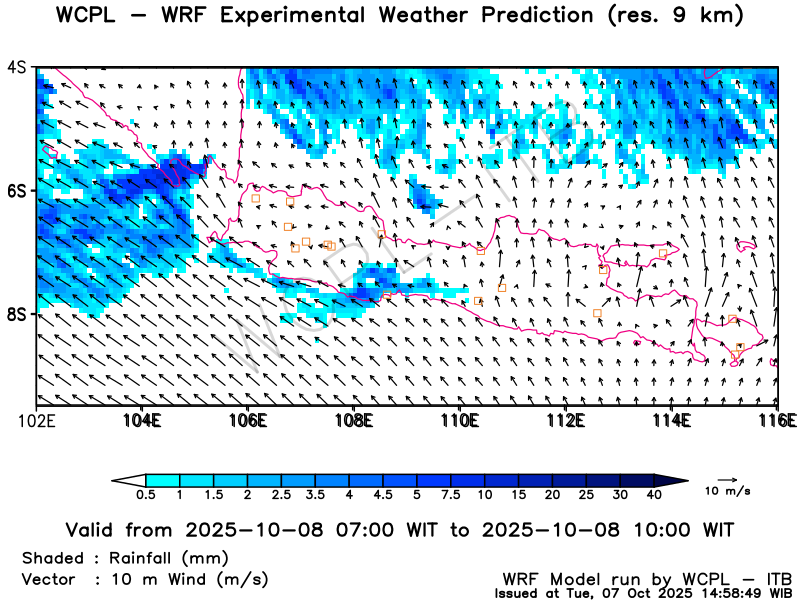 WCPL − WRF Experimental Weather Prediction (res. 9 km)
WCPL-ITB
4S
6S
8S
102E 104E 106E 108E 110E 112E 114E 116E
0.5 1 1.5 2 2.5 3.5 4 4.5 5 7.5 10 15 20 25 30 40
10 m/s
Valid from 2025−10−08 07:00 WIT to 2025−10−08 10:00 WIT
Shaded : Rainfall (mm)
Vector : 10 m Wind (m/s)
WRF Model run by WCPL − ITB
Issued at Tue, 07 Oct 2025 14:58:49 WIB